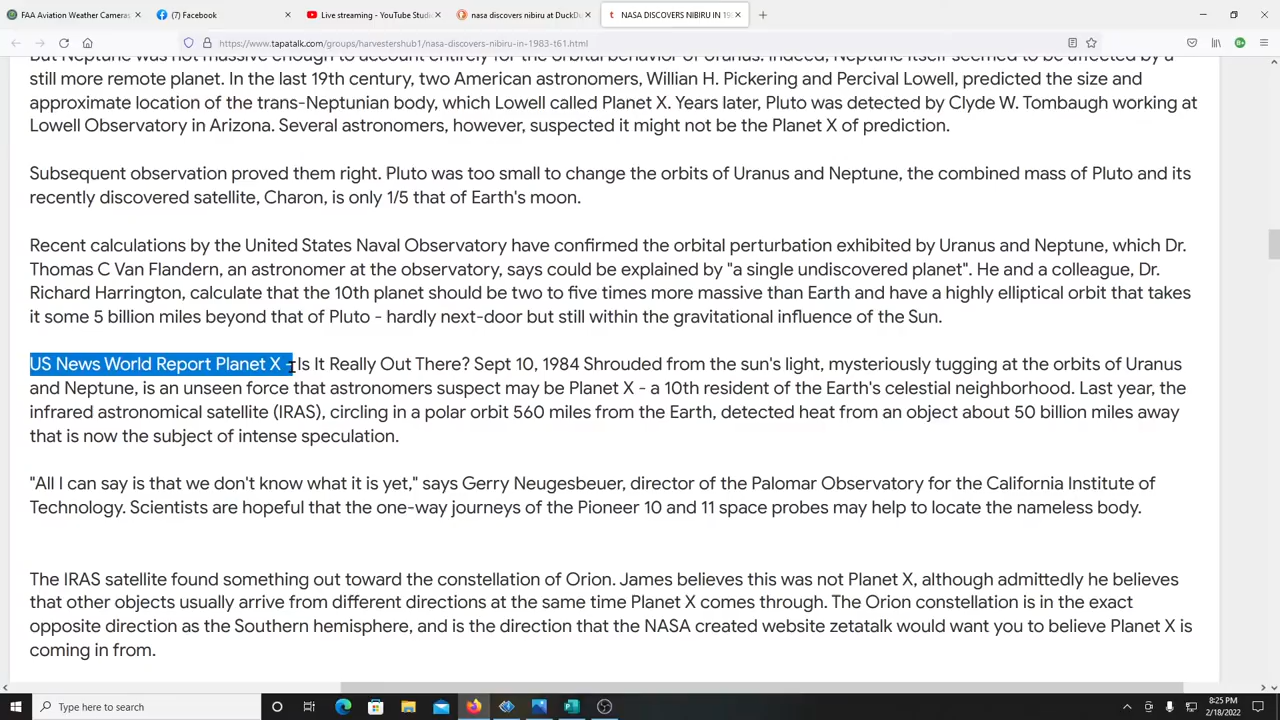 FAA Aviation Weather Cameras
(7) Facebook
Live streaming - YouTube Studio
nasa discovers nibiru at DuckDu
NASA DISCOVERS NIBIRU IN 19
https://www.tapatalk.com/groups/harvestershub1/nasa-discovers-nibiru-in-1983-t61.html
But Neptune was not massive enough to account entirely for the orbital behavior of Uranus. Indeed, Neptune itself seemed to be affected by a
still more remote planet. In the last 19th century, two American astronomers, Willian H. Pickering and Percival Lowell, predicted the size and
approximate location of the trans-Neptunian body, which Lowell called Planet X. Years later, Pluto was detected by Clyde W. Tombaugh working at
Lowell Observatory in Arizona. Several astronomers, however, suspected it might not be the Planet X of prediction.
Subsequent observation proved them right. Pluto was too small to change the orbits of Uranus and Neptune, the combined mass of Pluto and its
recently discovered satellite, Charon, is only 1/5 that of Earth's moon.
Recent calculations by the United States Naval Observatory have confirmed the orbital perturbation exhibited by Uranus and Neptune, which Dr.
Thomas C Van Flandern, an astronomer at the observatory, says could be explained by "a single undiscovered planet". He and a colleague, Dr.
Richard Harrington, calculate that the 10th planet should be two to five times more massive than Earth and have a highly elliptical orbit that takes
it some 5 billion miles beyond that of Pluto - hardly next-door but still within the gravitational influence of the Sun.
US News World Report Planet X - Is It Really Out There? Sept 10, 1984 Shrouded from the sun's light, mysteriously tugging at the orbits of Uranus
and Neptune, is an unseen force that astronomers suspect may be Planet X - a 10th resident of the Earth's celestial neighborhood. Last year, the
infrared astronomical satellite (IRAS), circling in a polar orbit 560 miles from the Earth, detected heat from an object about 50 billion miles away
that is now the subject of intense speculation.
"All I can say is that we don't know what it is yet," says Gerry Neugesbeuer, director of the Palomar Observatory for the California Institute of
Technology. Scientists are hopeful that the one-way journeys of the Pioneer 10 and 11 space probes may help to locate the nameless body.
The IRAS satellite found something out toward the constellation of Orion. James believes this was not Planet X, although admittedly he believes
that other objects usually arrive from different directions at the same time Planet X comes through. The Orion constellation is in the exact
opposite direction as the Southern hemisphere, and is the direction that the NASA created website zetatalk would want you to believe Planet X is
coming in from.
Type here to search
8:25 PM
2/18/2022